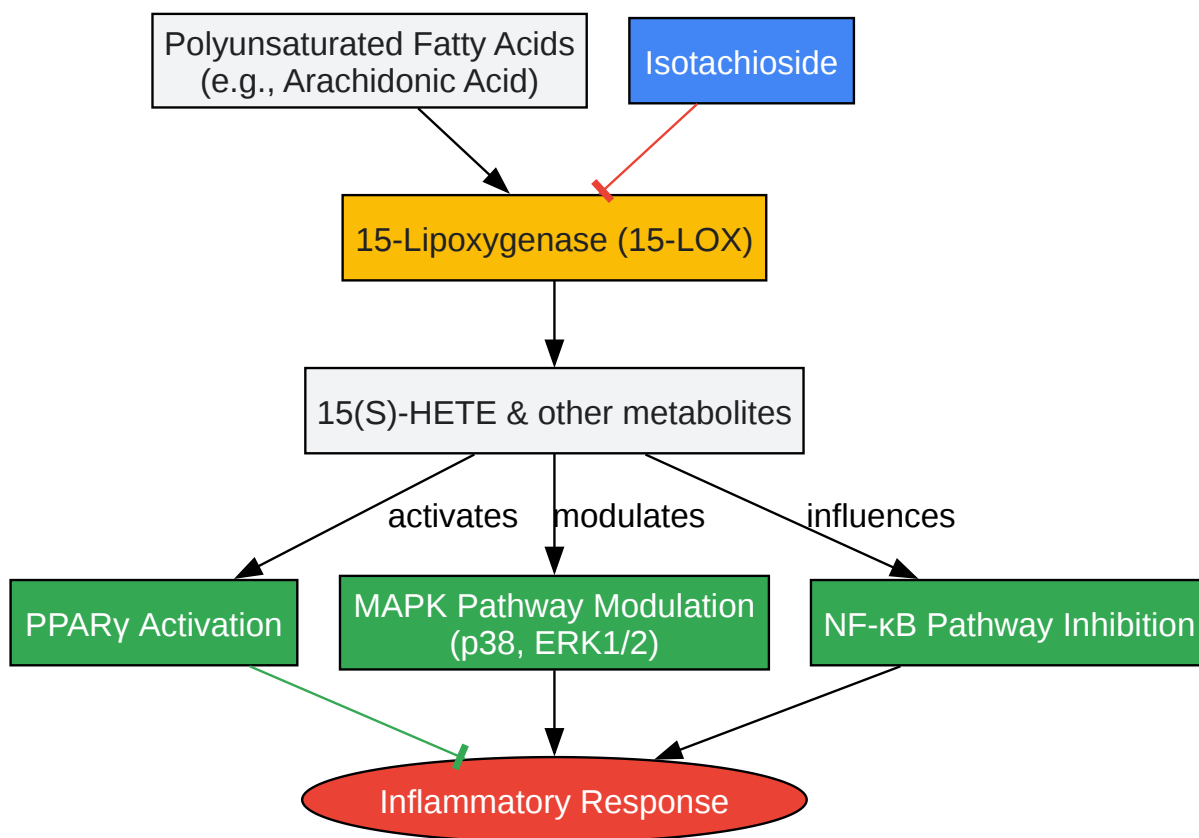 Polyunsaturated Fatty Acids
(e.g., Arachidonic Acid)
Isotachioside
15-Lipoxygenase (15-LOX)
15(S)-HETE & other metabolites
activates
modulates
influences
PPARγ Activation
MAPK Pathway Modulation
(p38, ERK1/2)
NF-κB Pathway Inhibition
Inflammatory Response